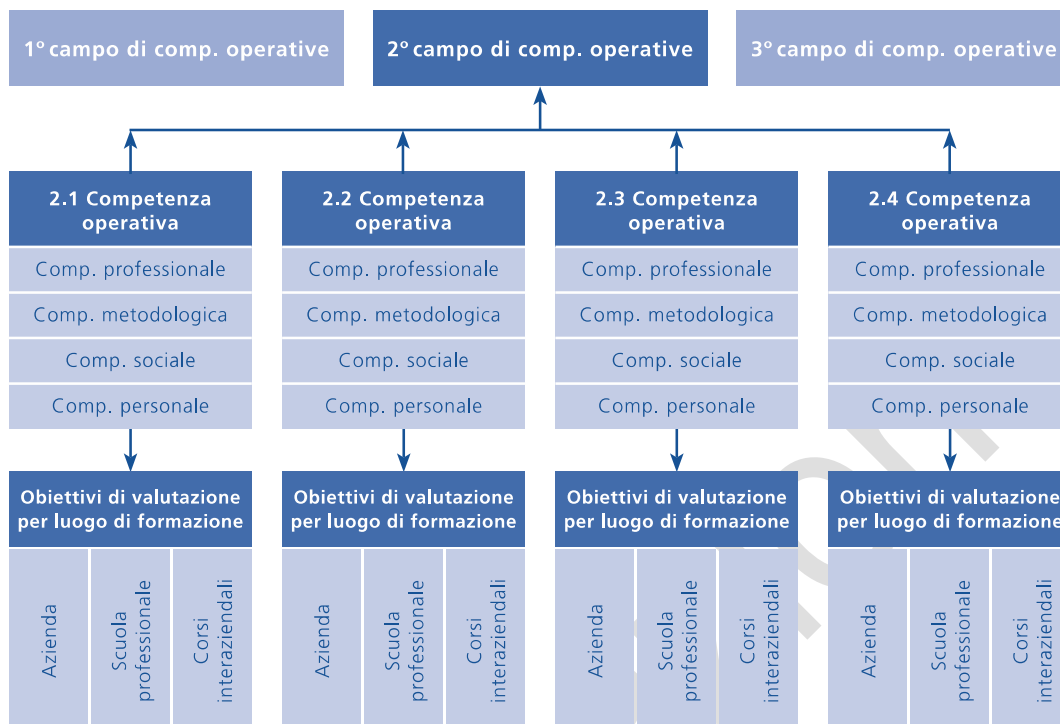 1º campo di comp. operative
2º campo di comp. operative
3º campo di comp. operative
2.1 Competenza
operativa
Comp. professionale
Comp. metodologica
Comp. sociale
Comp. personale
2.2 Competenza
operativa
Comp. professionale
Comp. metodologica
Comp. sociale
Comp. personale
2.3 Competenza
operativa
Comp. professionale
Comp. metodologica
Comp. sociale
Comp. personale
2.4 Competenza
operativa
Comp. professionale
Comp. metodologica
Comp. sociale
Comp. personale
Obiettivi di valutazione
per luogo di formazione
Azienda
Scuola
professionale
Corsi
interaziendali
Obiettivi di valutazione
per luogo di formazione
Azienda
Scuola
professionale
Corsi
interaziendali
Obiettivi di valutazione
per luogo di formazione
Azienda
Scuola
professionale
Corsi
interaziendali
Obiettivi di valutazione
per luogo di formazione
Azienda
Scuola
professionale
Corsi
interaziendali